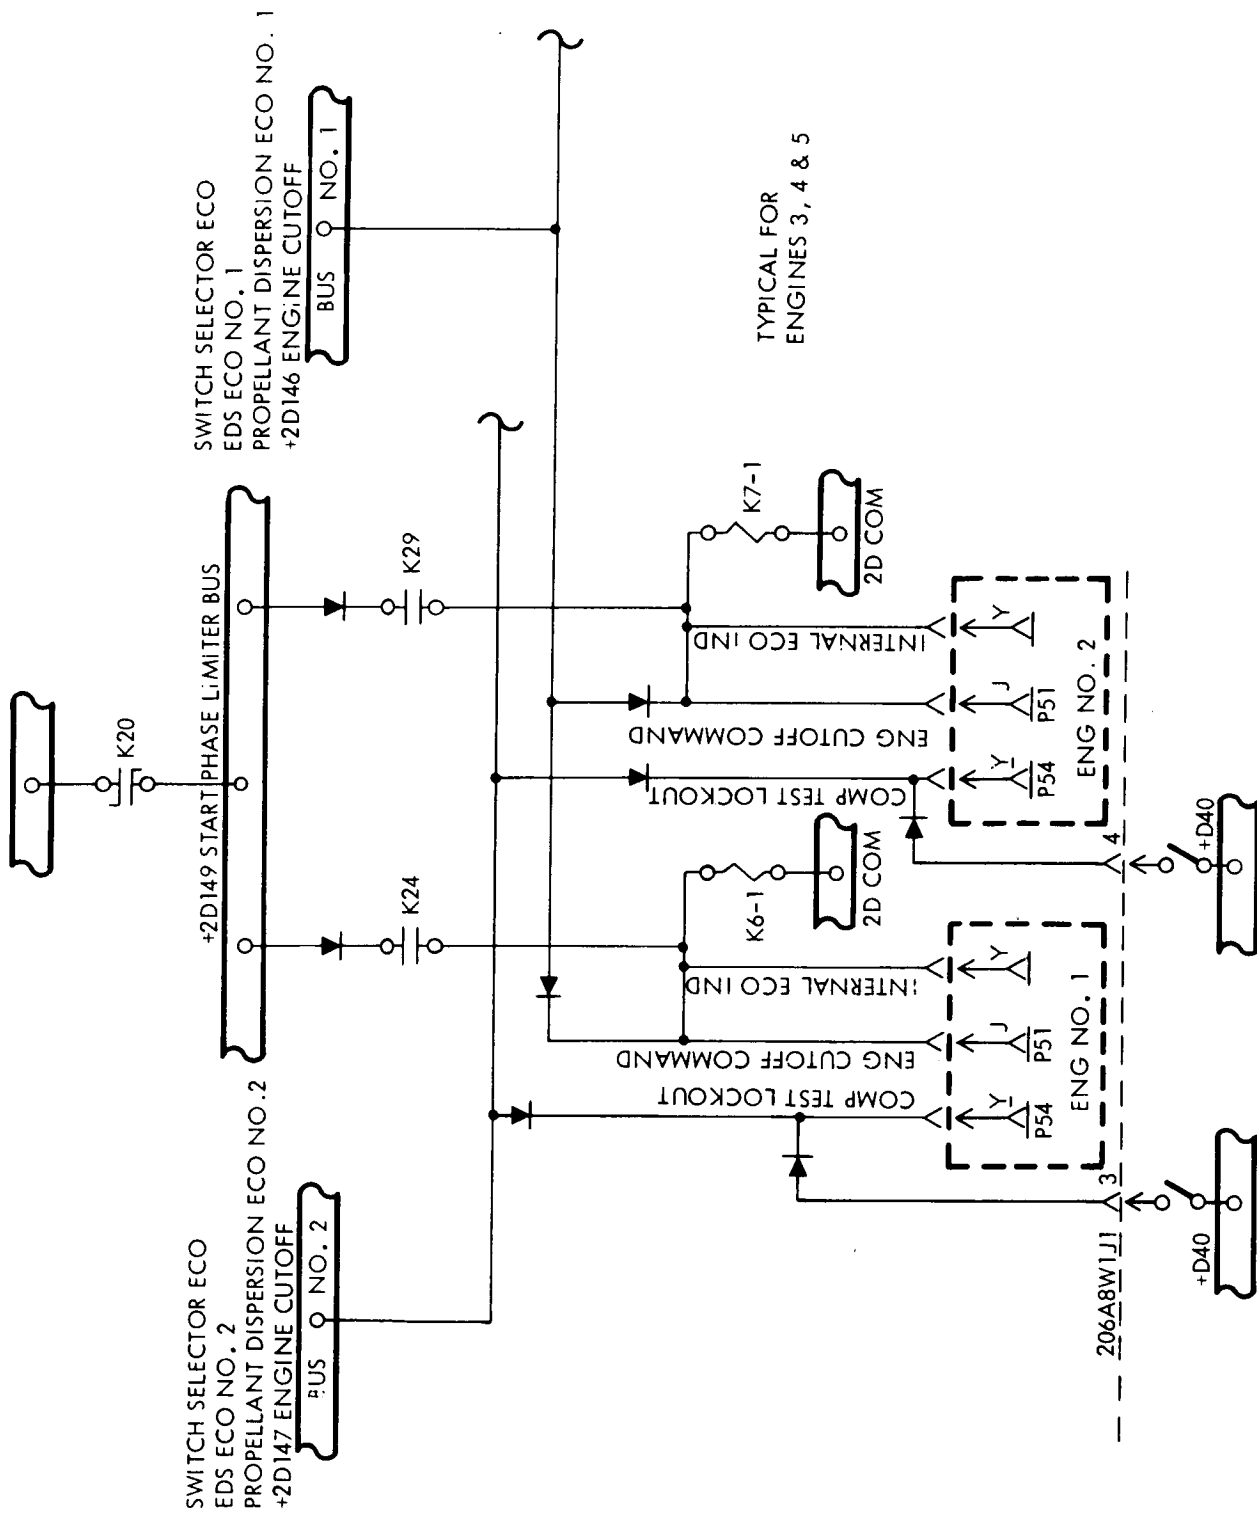 SWITCH SELECTOR ECO
EDS ECO NO. 1
PROPELLANT DISPERSION ECO NO. 1
+2D146 ENGINE CUTOFF
BUS NO. 1
K20
+2D149 START PHASE LIMITER BUS
K29
K24
SWITCH SELECTOR ECO
EDS ECO NO. 2
PROPELLANT DISPERSION ECO NO.2
+2D147 ENGINE CUTOFF
BUS NO. 2
TYPICAL FOR
ENGINES 3, 4 & 5
K7-1
2D COM
INTERNAL ECO IND
ENG CUTOFF COMMAND
COMP TEST LOCKOUT
Y
J
P51
Y
P54
ENG NO. 2
K6-1
2D COM
INTERNAL ECO IND
ENG CUTOFF COMMAND
COMP TEST LOCKOUT
Y
J
P51
Y
P54
ENG NO. 1
4
+D40
206A8W1J1
3
+D40